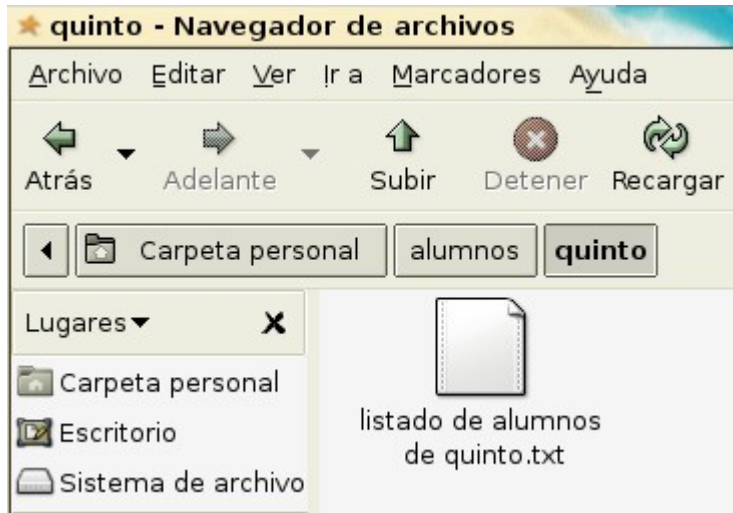 quinto - Navegador de archivos
Archivo Editar Ver Ir a Marcadores Ayuda
Atrás Adelante Subir Detener Recargar
Carpeta personal alumnos quinto
Lugares
Carpeta personal
Escritorio
Sistema de archivo
listado de alumnos
de quinto.txt